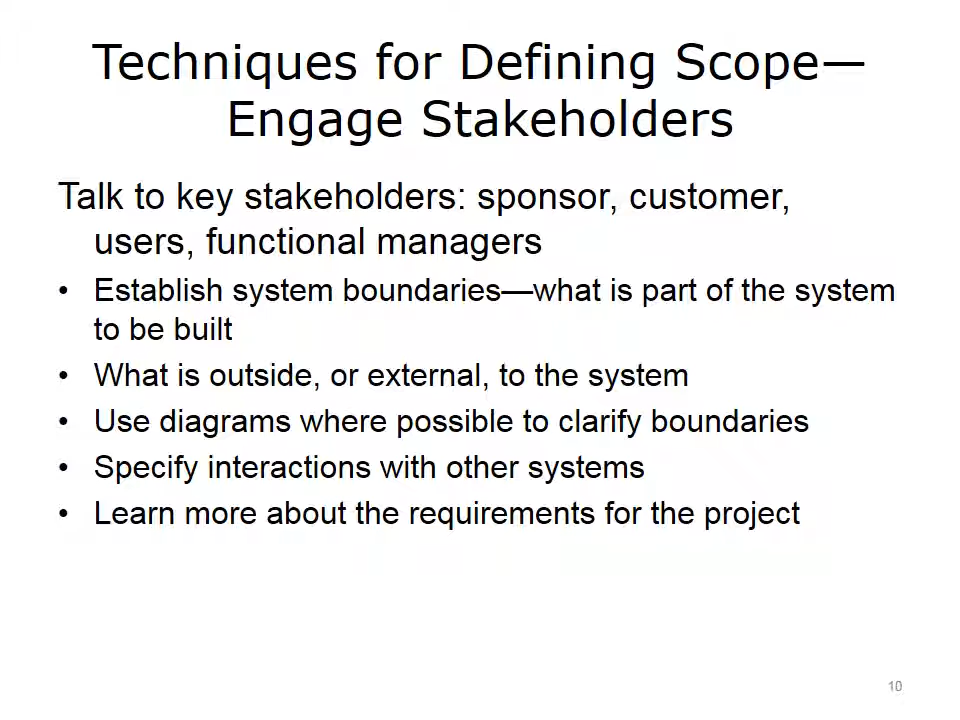 Techniques for Defining Scope—
Engage Stakeholders
Talk to key stakeholders: sponsor, customer,
users, functional managers
• Establish system boundaries—what is part of the system
to be built
• What is outside, or external, to the system
• Use diagrams where possible to clarify boundaries
• Specify interactions with other systems
• Learn more about the requirements for the project
10